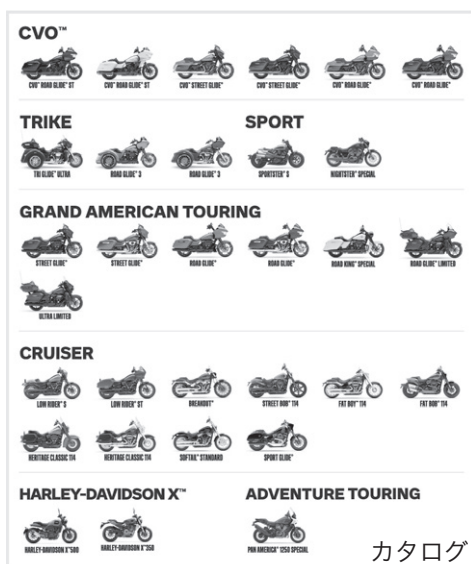 CVO™
CVO™ ROAD GLIDE® ST CVO™ ROAD GLIDE® ST CVO™ STREET GLIDE® CVO™ STREET GLIDE® CVO™ ROAD GLIDE® CVO™ ROAD GLIDE®
TRIKE SPORT
TRI GLIDE® ULTRA ROAD GLIDE® 3 ROAD GLIDE® 3 SPORTSTER® S NIGHTSTER® SPECIAL
GRAND AMERICAN TOURING
STREET GLIDE® STREET GLIDE® ROAD GLIDE® ROAD GLIDE® ROAD KING® SPECIAL ROAD GLIDE® LIMITED
ULTRA LIMITED
CRUISER
LOW RIDER® S LOW RIDER® ST BREAKOUT® STREET BOB® 114 FAT BOY® 114 FAT BOB® 114
HERITAGE CLASSIC 114 HERITAGE CLASSIC 114 SOFTAIL® STANDARD SPORT GLIDE®
HARLEY-DAVIDSON X™ ADVENTURE TOURING
HARLEY-DAVIDSON X™500 HARLEY-DAVIDSON X™350 PAN AMERICA® 1250 SPECIAL
カタログ